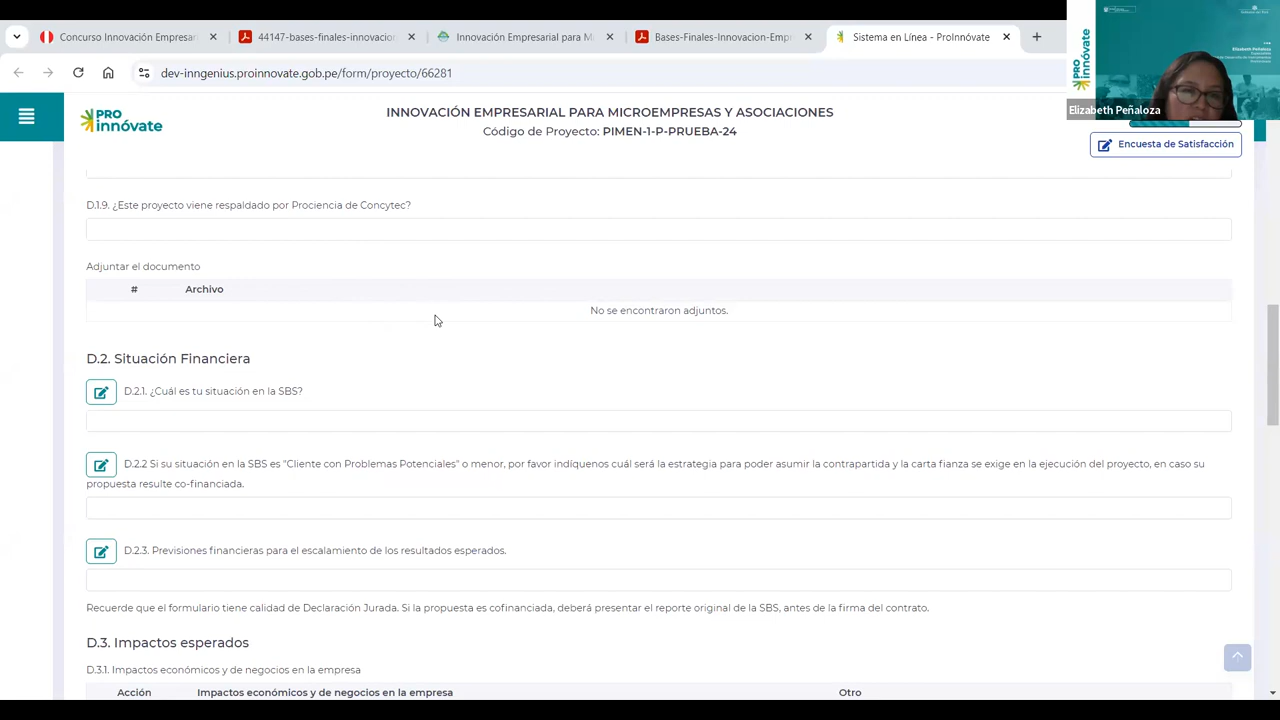 Concurso Innovación Empresari
44147-bases-finales-innovacion
Innovación Empresarial para Mi
Bases-Finales-Innovacion-Empr
Sistema en Línea - ProInnóvate
dev-inngenius.proinnovate.gob.pe/form/proyecto/66281
PRO
innóvate
Elizabeth Peñaloza
Elizabeth Peñaloza
PRO
innóvate
INNOVACIÓN EMPRESARIAL PARA MICROEMPRESAS Y ASOCIACIONES
Código de Proyecto: PIMEN-1-P-PRUEBA-24
Encuesta de Satisfacción
D.1.9. ¿Este proyecto viene respaldado por Prociencia de Concytec?
Adjuntar el documento
# Archivo
No se encontraron adjuntos.
D.2. Situación Financiera
D.2.1. ¿Cuál es tu situación en la SBS?
D.2.2 Si su situación en la SBS es "Cliente con Problemas Potenciales" o menor, por favor indíquenos cuál será la estrategia para poder asumir la contrapartida y la carta fianza se exige en la ejecución del proyecto, en caso su
propuesta resulte co-financiada.
D.2.3. Previsiones financieras para el escalamiento de los resultados esperados.
Recuerde que el formulario tiene calidad de Declaración Jurada. Si la propuesta es cofinanciada, deberá presentar el reporte original de la SBS, antes de la firma del contrato.
D.3. Impactos esperados
D.3.1. Impactos económicos y de negocios en la empresa
Acción Impactos económicos y de negocios en la empresa Otro